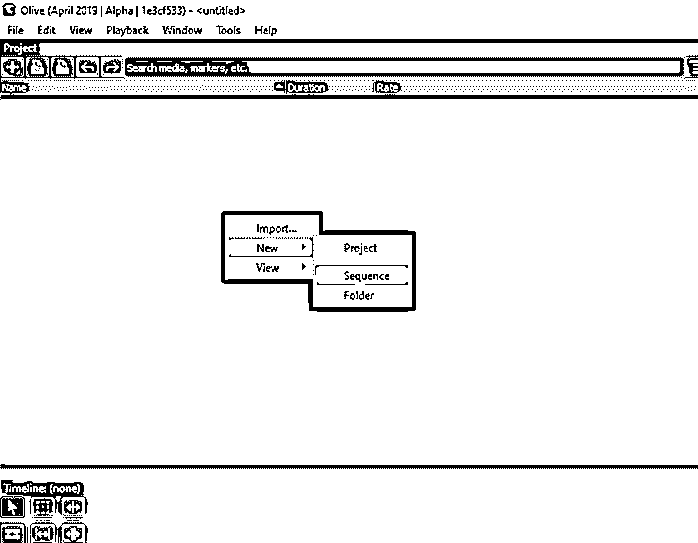 Olive (April 2019 | Alpha | 1e3cf533) - <untitled>
File Edit View Playback Window Tools Help
Project
Search media, markers, etc.
Name Duration Rate
Import...
New Project
View Sequence
Folder
Timeline: (none)